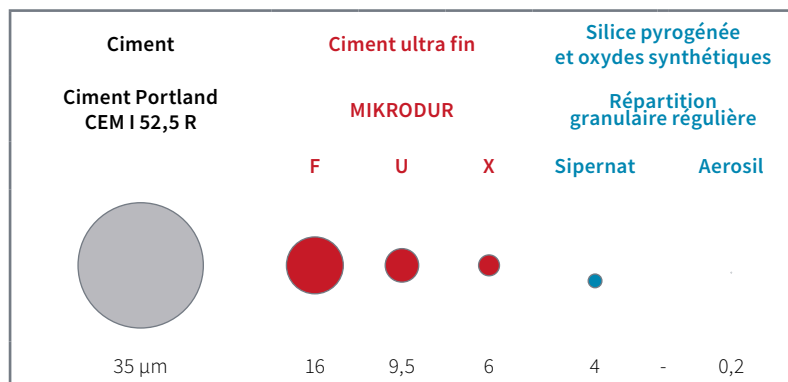 Ciment
Ciment ultra fin
Silice pyrogénée
et oxydes synthétiques
Ciment Portland
CEM I 52,5 R
MIKRODUR
Répartition
granulaire régulière
F U X Sipernat Aerosil
35 µm 16 9,5 6 4 - 0,2